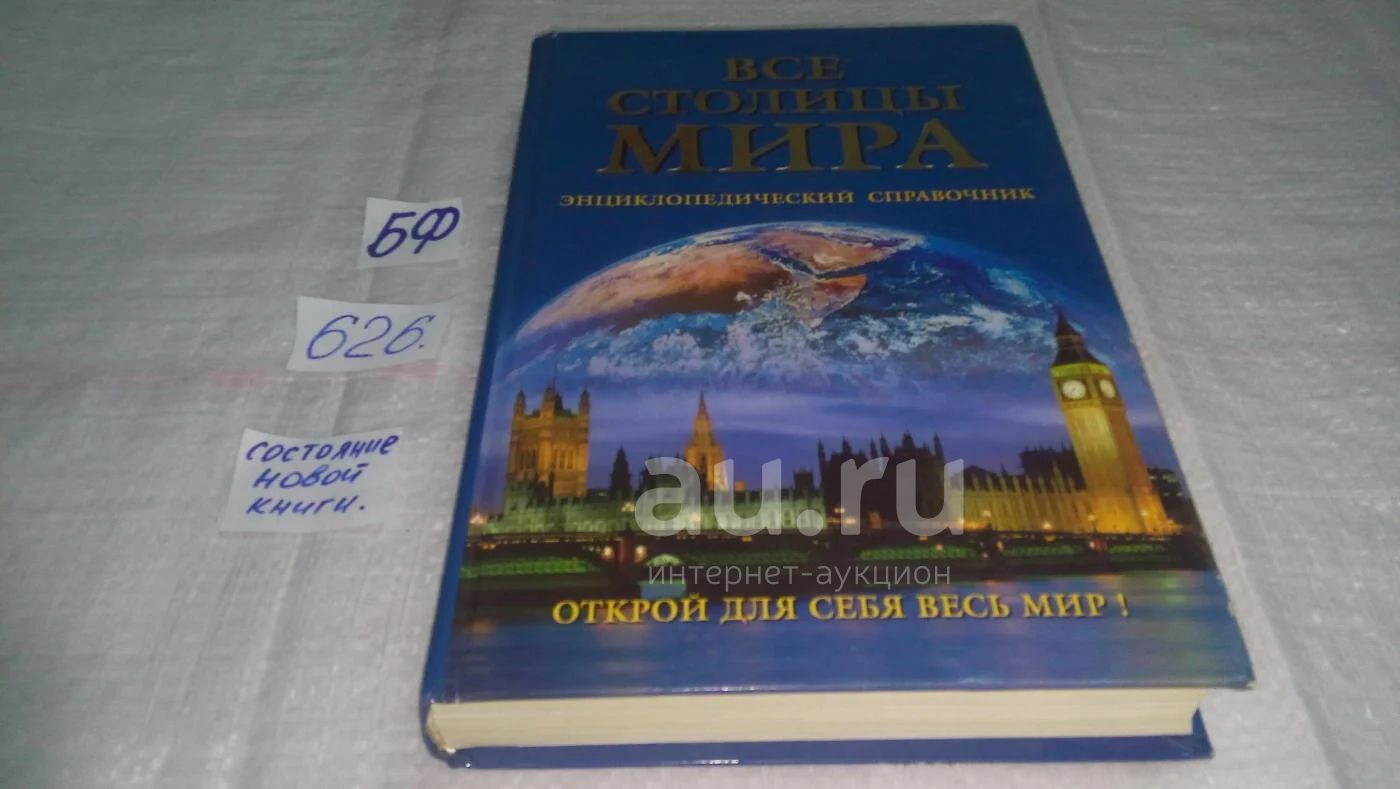 ВСЕ
СТОЛИЦЫ
МИРА
ЭНЦИКЛОПЕДИЧЕСКИЙ СПРАВОЧНИК
БФ
626.
СОСТОЯНИЕ
НОВОЙ
КНИГИ.
au.ru
интернет-аукцион
ОТКРОЙ ДЛЯ СЕБЯ ВЕСЬ МИР!